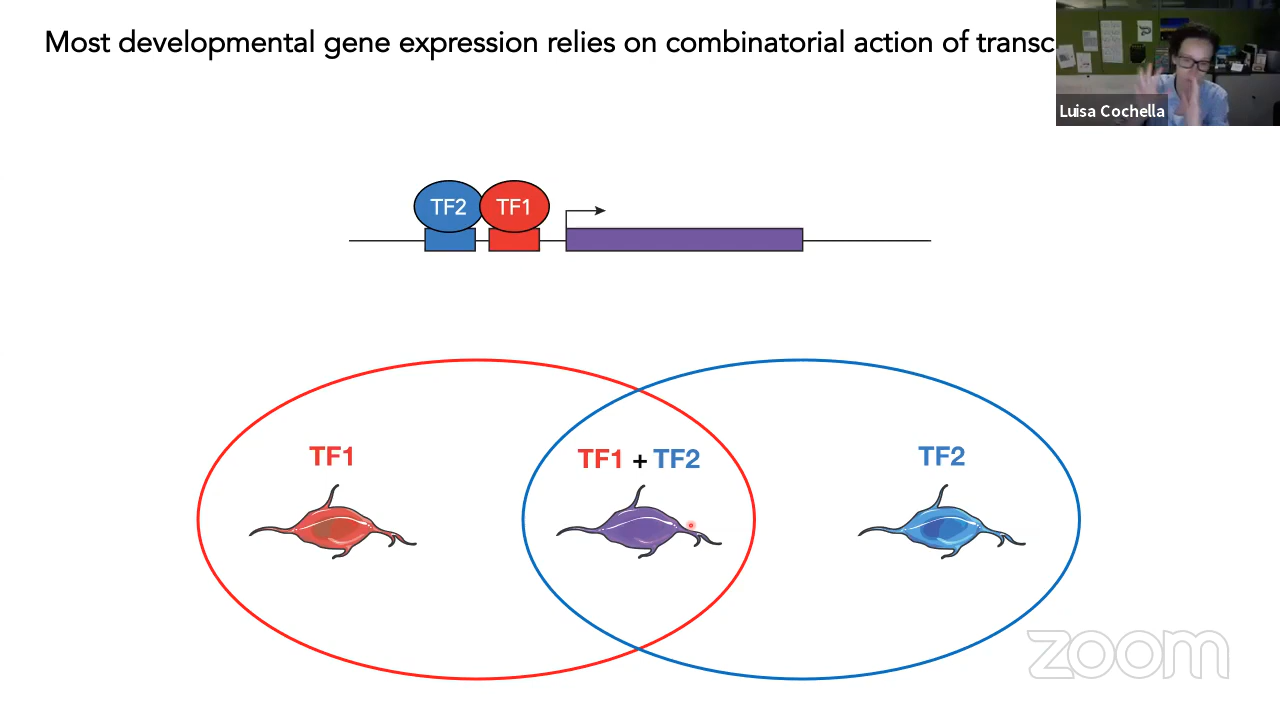 Most developmental gene expression relies on combinatorial action of transc
Luisa Cochella
TF2 TF1
TF1
TF1 + TF2
TF2
zoom